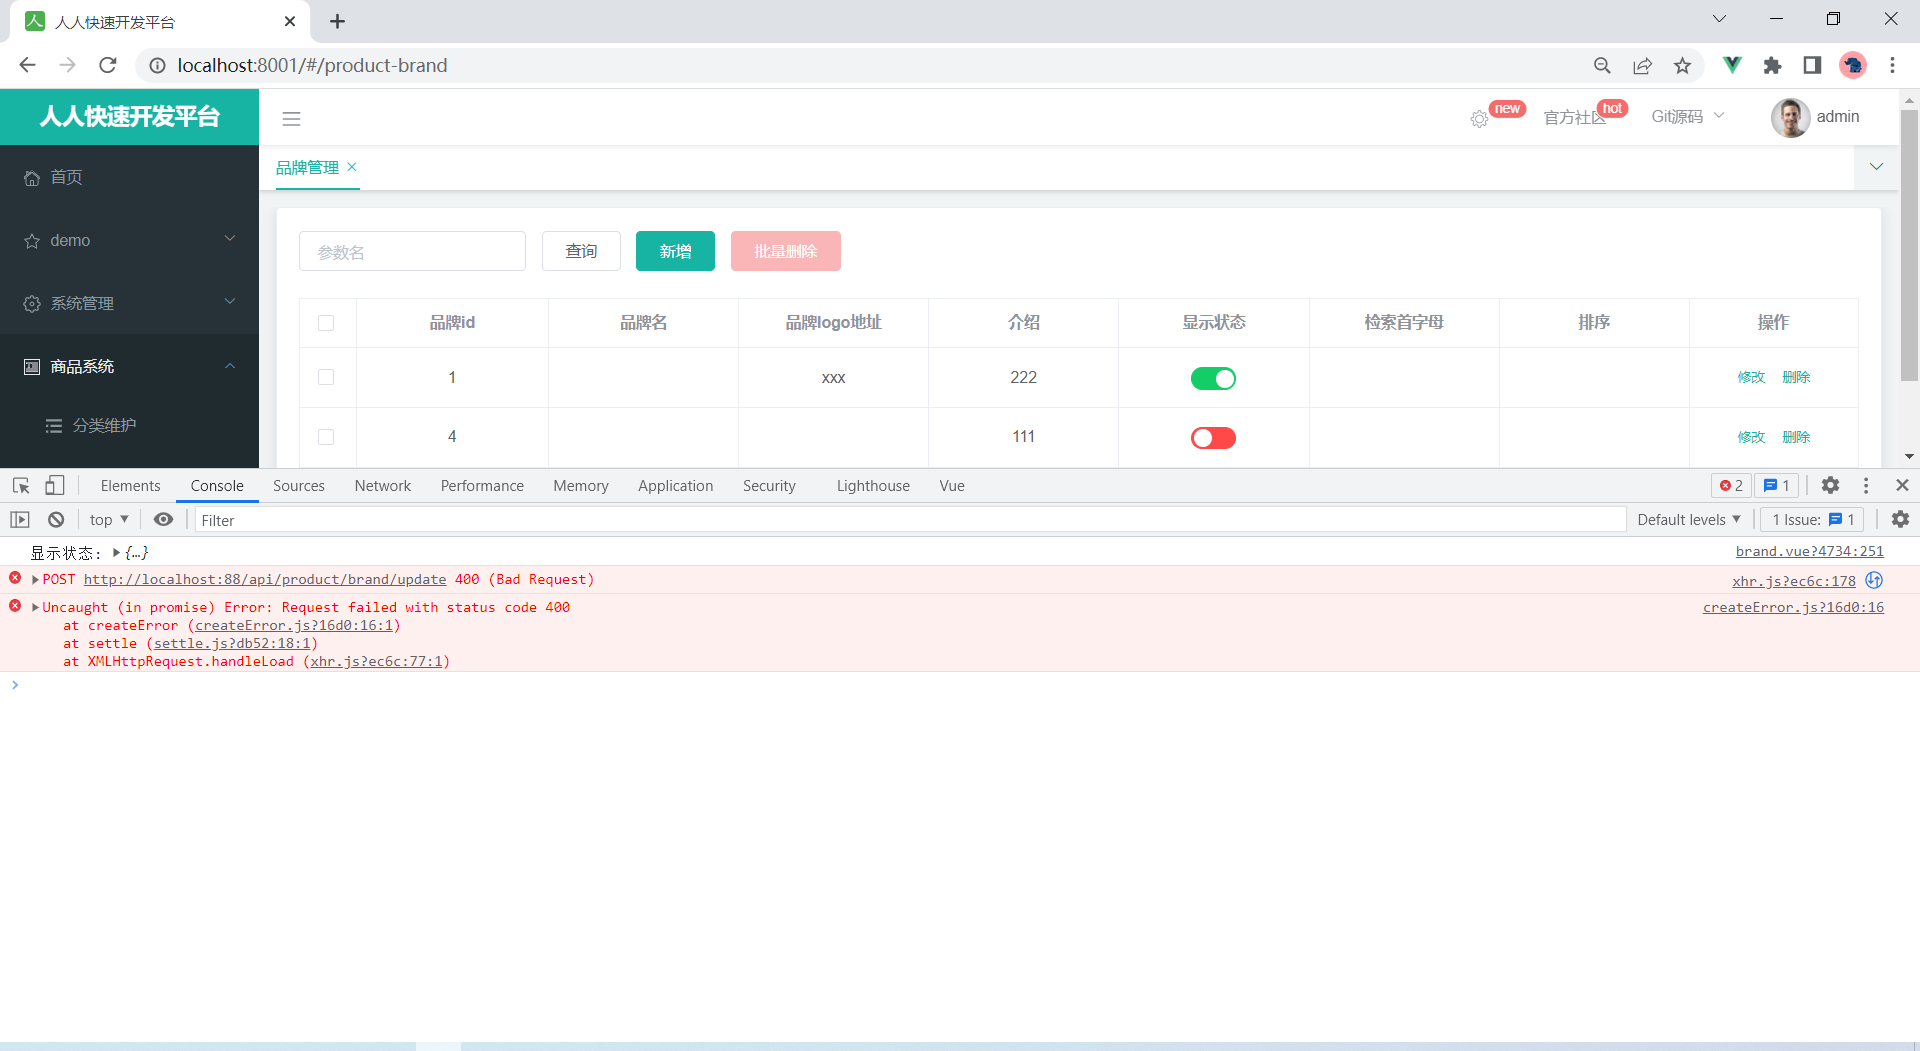 人人快速开发平台
localhost:8001/#/product-brand
人人快速开发平台
new
官方社区
hot
Git源码
admin
首页
demo
系统管理
商品系统
分类维护
品牌管理
参数名
查询
新增
批量删除
品牌id 品牌名 品牌logo地址 介绍 显示状态 检索首字母 排序 操作
1 xxx 222 修改 删除
4 111 修改 删除
Elements Console Sources Network Performance Memory Application Security Lighthouse Vue 2 1
top Filter Default levels 1 Issue: 1
显示状态: {…} brand.vue?4734:251
POST http://localhost:88/api/product/brand/update 400 (Bad Request) xhr.js?ec6c:178
Uncaught (in promise) Error: Request failed with status code 400 createError.js?16d0:16
at createError (createError.js?16d0:16:1)
at settle (settle.js?db52:18:1)
at XMLHttpRequest.handleLoad (xhr.js?ec6c:77:1)